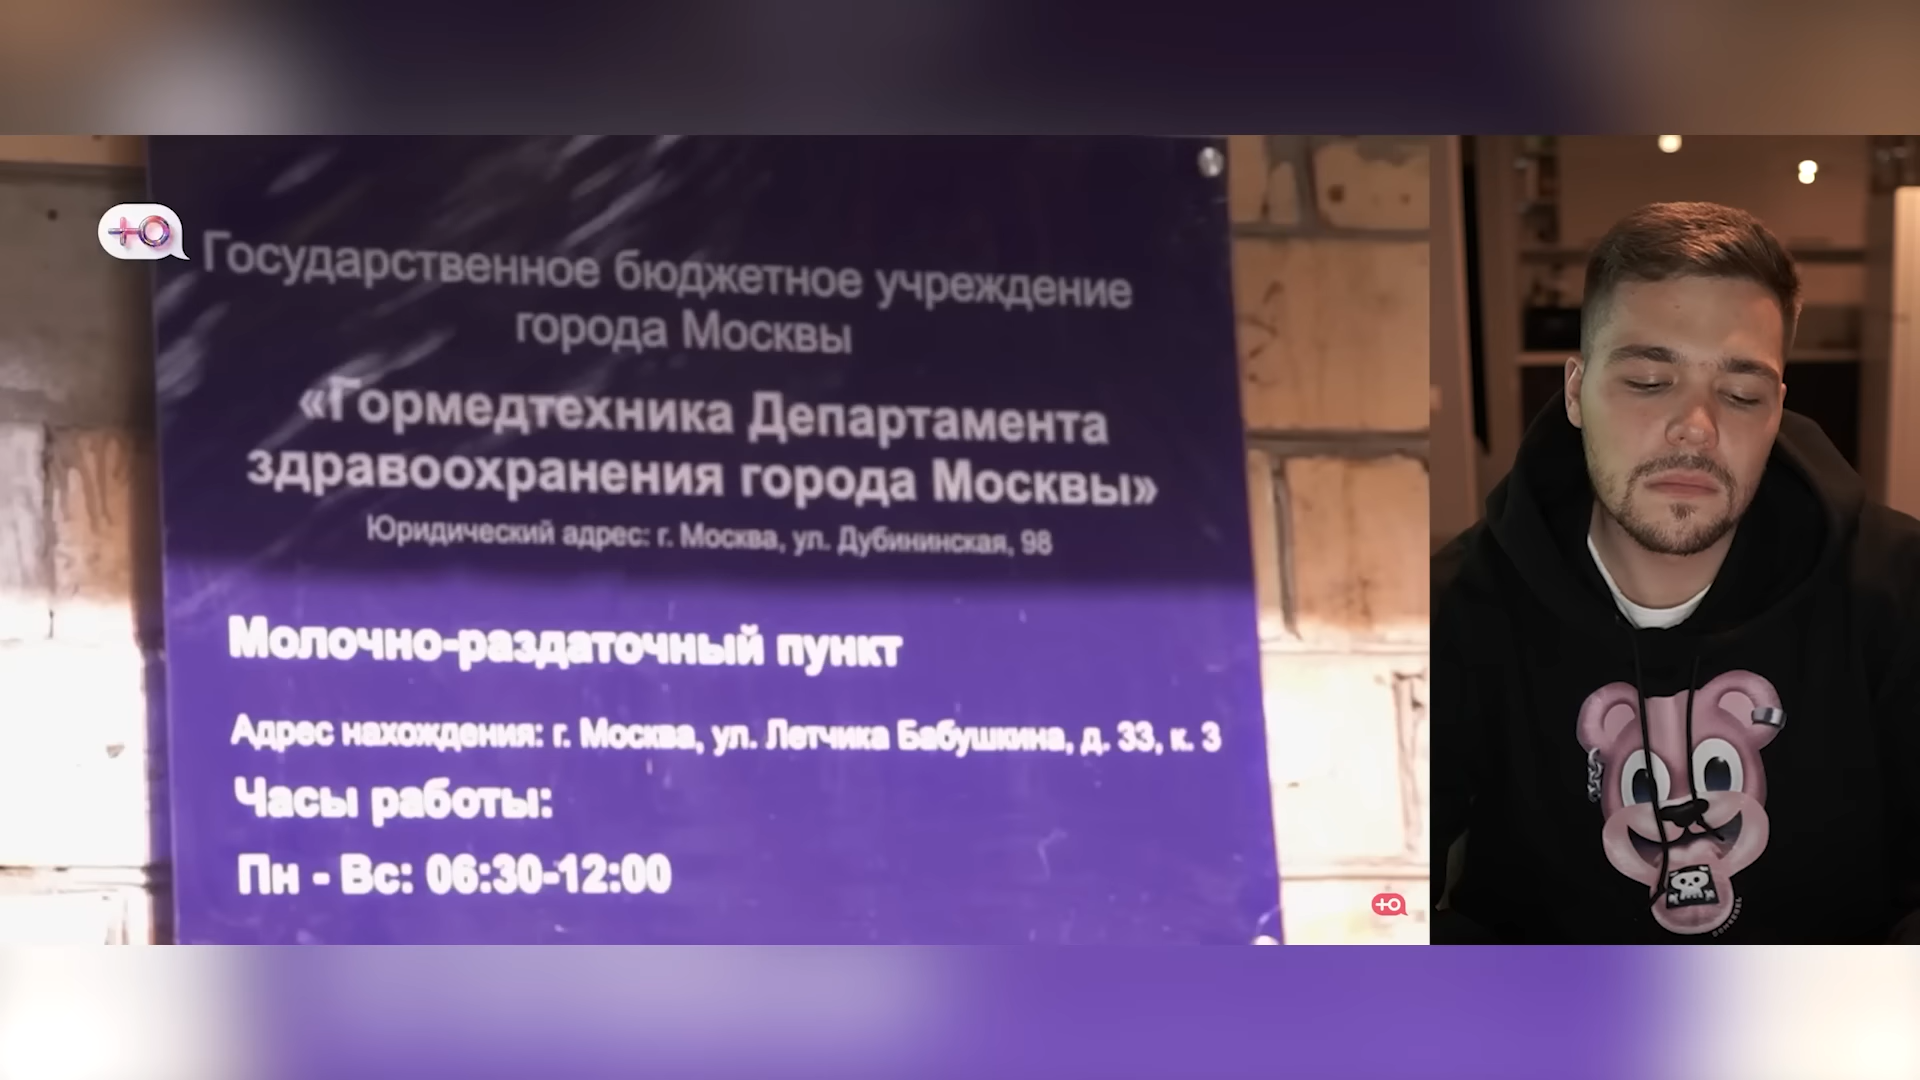 Ю
Государственное бюджетное учреждение
города Москвы
«Гормедтехника Департамента
здравоохранения города Москвы»
Юридический адрес: г. Москва, ул. Дубининская, 98
Молочно-раздаточный пункт
Адрес нахождения: г. Москва, ул. Летчика Бабушкина, д. 33, к. 3
Часы работы:
Пн - Вс: 06:30-12:00
Ю